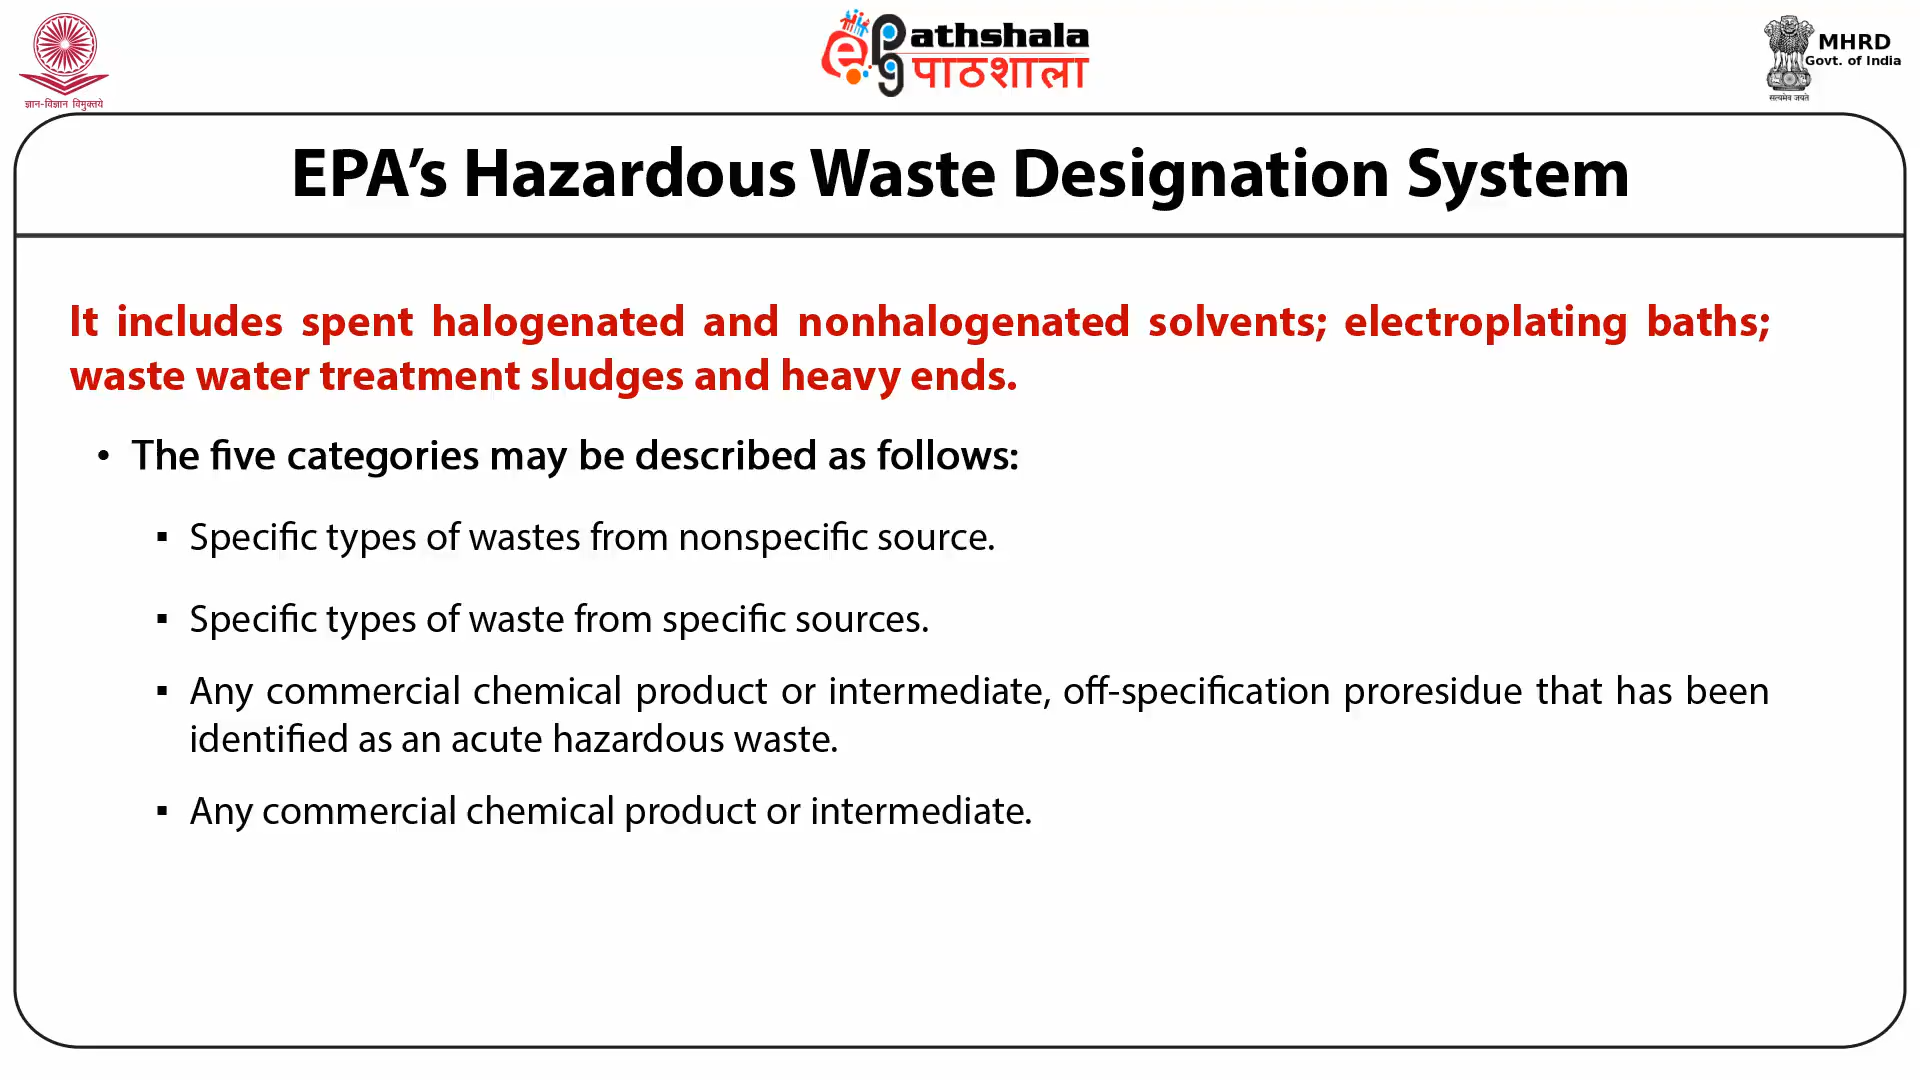 ज्ञान-विज्ञान विमुक्तये
ePathshala
पाठशाला
MHRD
Govt. of India
सत्यमेव जयते
EPA’s Hazardous Waste Designation System
It includes spent halogenated and nonhalogenated solvents; electroplating baths;
waste water treatment sludges and heavy ends.
• The five categories may be described as follows:
▪ Specific types of wastes from nonspecific source.
▪ Specific types of waste from specific sources.
▪ Any commercial chemical product or intermediate, off-specification proresidue that has been
identified as an acute hazardous waste.
▪ Any commercial chemical product or intermediate.